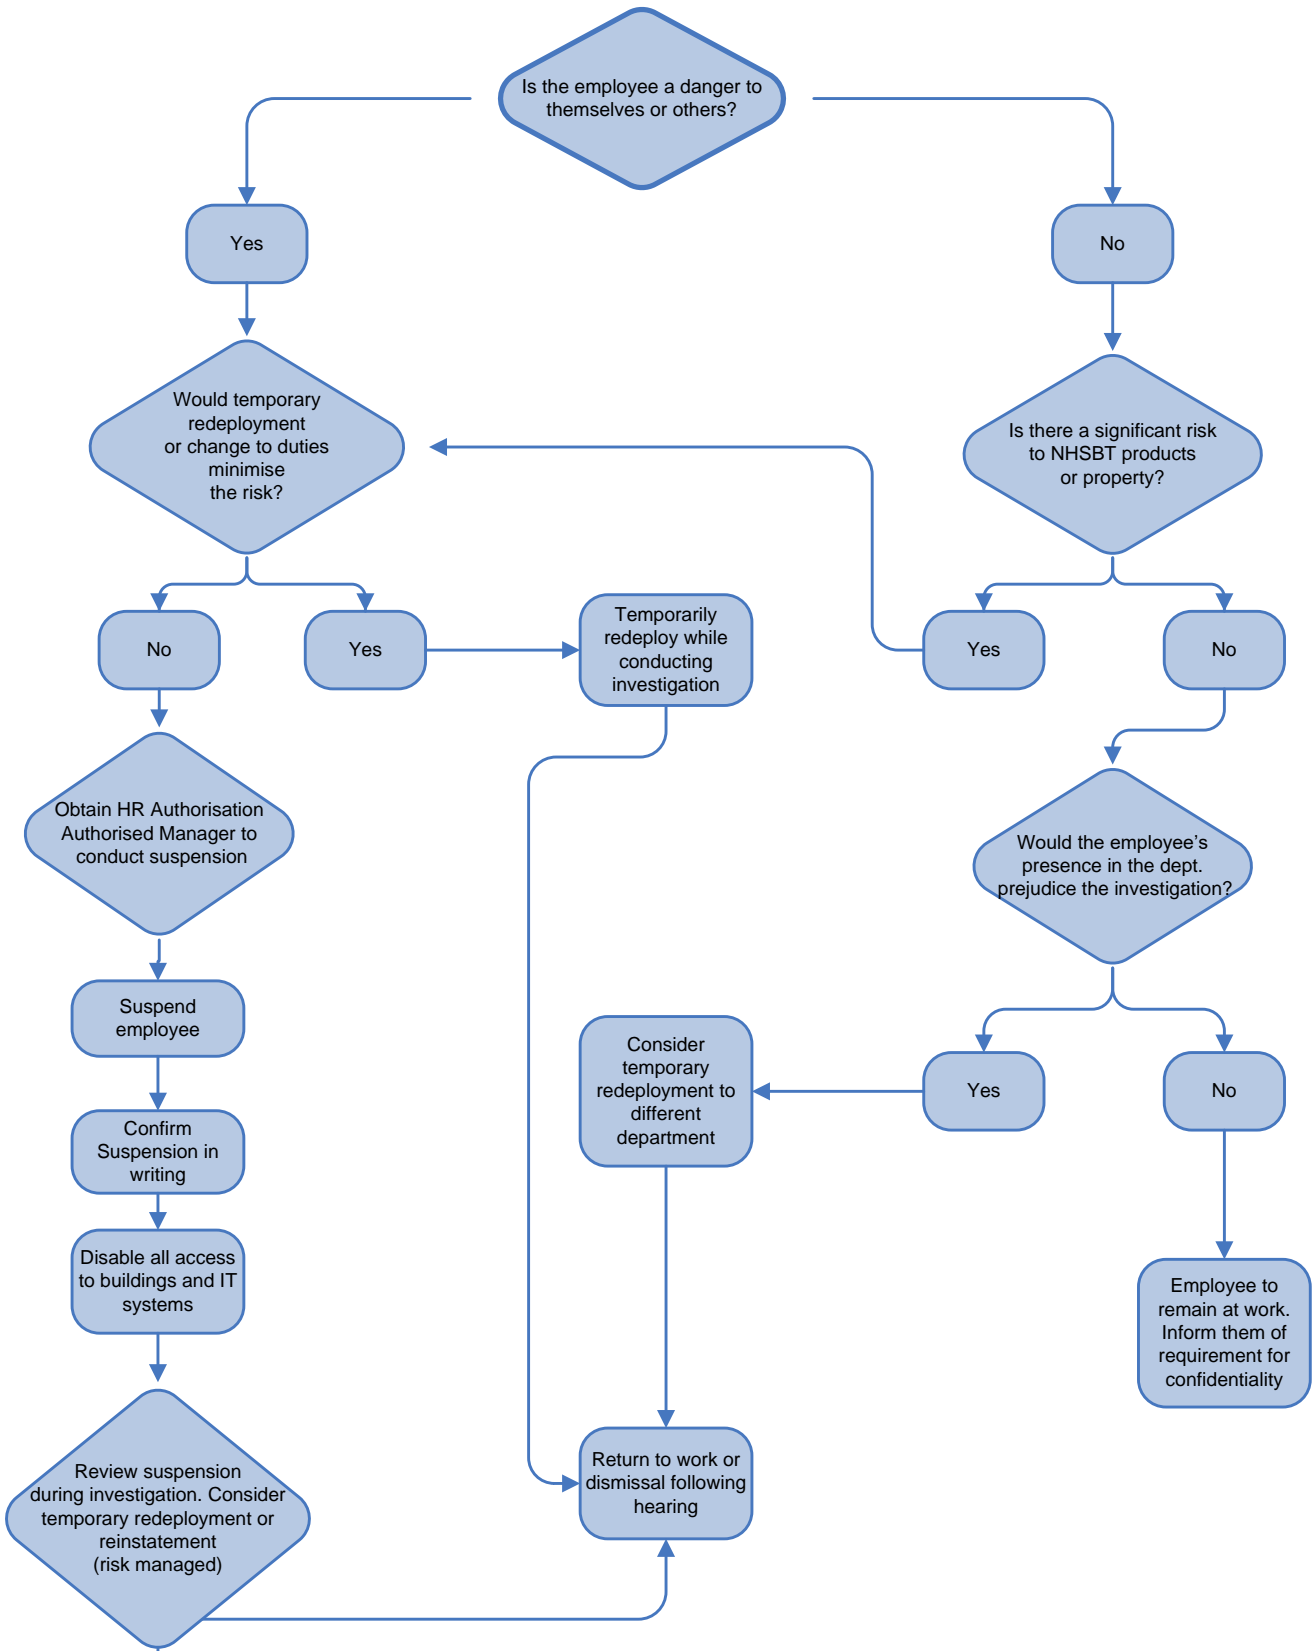 Is the employee a danger to
themselves or others?
Yes
No
Would temporary
redeployment
or change to duties
minimise
the risk?
Is there a significant risk
to NHSBT products
or property?
No
Yes
Temporarily
redeploy while
conducting
investigation
Yes
No
Obtain HR Authorisation
Authorised Manager to
conduct suspension
Would the employee’s
presence in the dept.
prejudice the investigation?
Suspend
employee
Consider
temporary
redeployment to
different
department
Yes
No
Confirm
Suspension in
writing
Disable all access
to buildings and IT
systems
Employee to
remain at work.
Inform them of
requirement for
confidentiality
Review suspension
during investigation. Consider
temporary redeployment or
reinstatement
(risk managed)
Return to work or
dismissal following
hearing